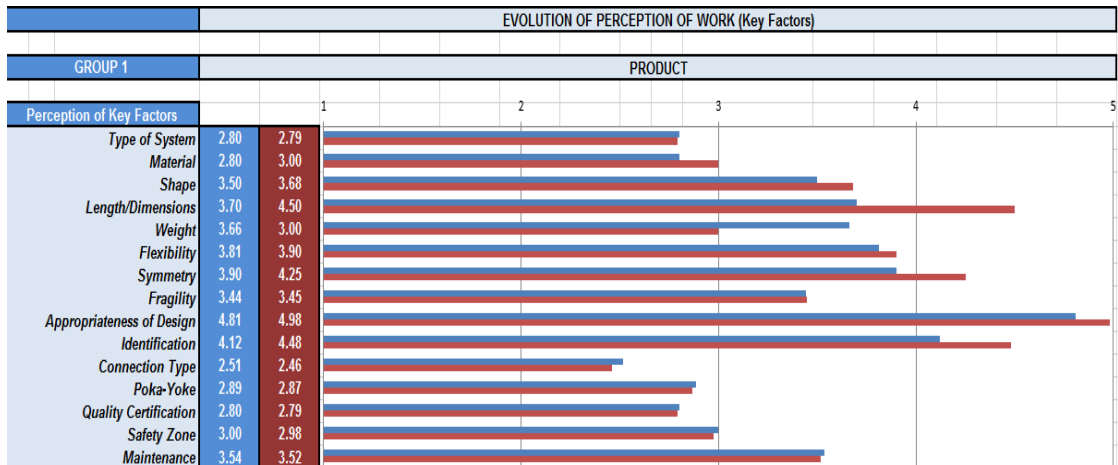 EVOLUTION OF PERCEPTION OF WORK (Key Factors)
GROUP 1 PRODUCT
Perception of Key Factors 1 2 3 4 5
Type of System 2.80 2.79
Material 2.80 3.00
Shape 3.50 3.68
Length/Dimensions 3.70 4.50
Weight 3.66 3.00
Flexibility 3.81 3.90
Symmetry 3.90 4.25
Fragility 3.44 3.45
Appropriateness of Design 4.81 4.98
Identification 4.12 4.48
Connection Type 2.51 2.46
Poka-Yoke 2.89 2.87
Quality Certification 2.80 2.79
Safety Zone 3.00 2.98
Maintenance 3.54 3.52